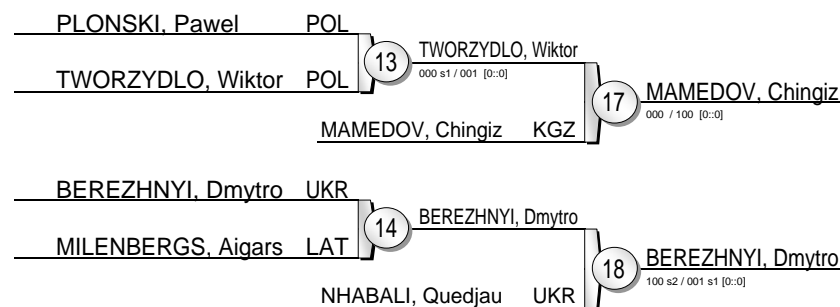 PLONSKI, Pawel POL
13 TWORZYDLO, Wiktor
000 s1 / 001 [0::0]
TWORZYDLO, Wiktor POL
17 MAMEDOV, Chingiz
000 / 100 [0::0]
MAMEDOV, Chingiz KGZ
BEREZHNYI, Dmytro UKR
14 BEREZHNYI, Dmytro
MILENBERGS, Aigars LAT
18 BEREZHNYI, Dmytro
100 s2 / 001 s1 [0::0]
NHABALI, Quedjau UKR